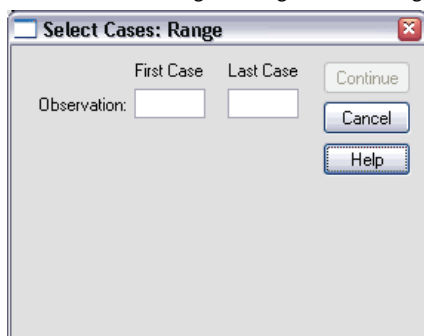 Select Cases: Range
First Case Last Case
Continue
Observation:
Cancel
Help